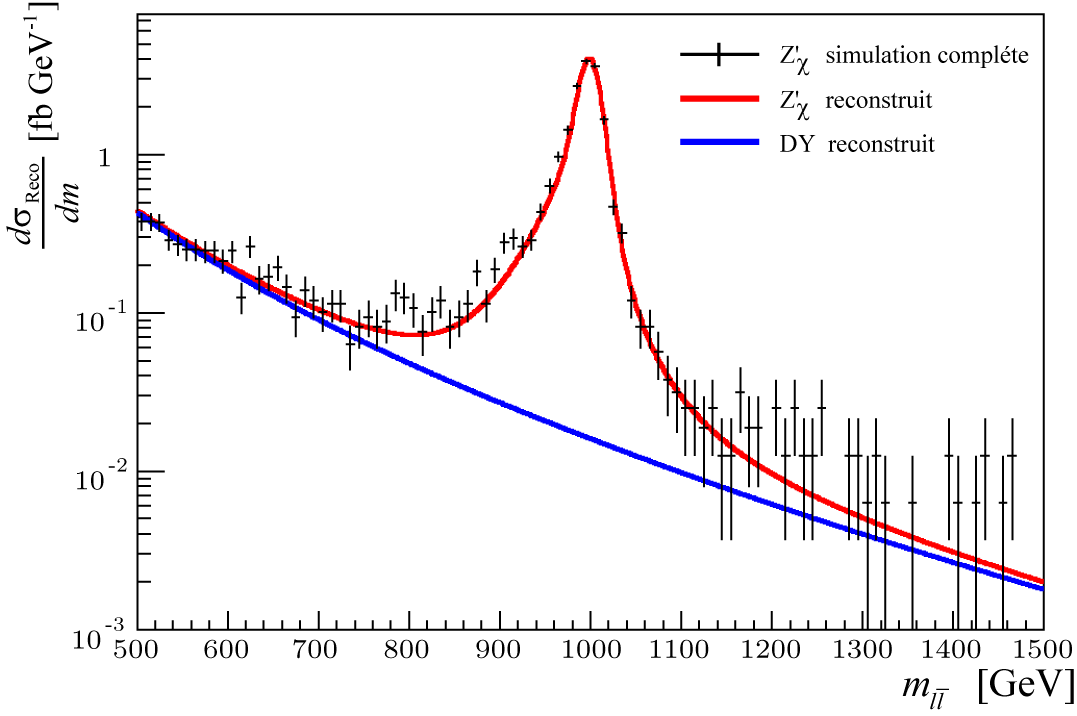 dσReco/dm [fb GeV-1]
Z'χ simulation compléte
Z'χ reconstruit
DY reconstruit
1
10-1
10-2
10-3
500 600 700 800 900 1000 1100 1200 1300 1400 1500
mll̅ [GeV]